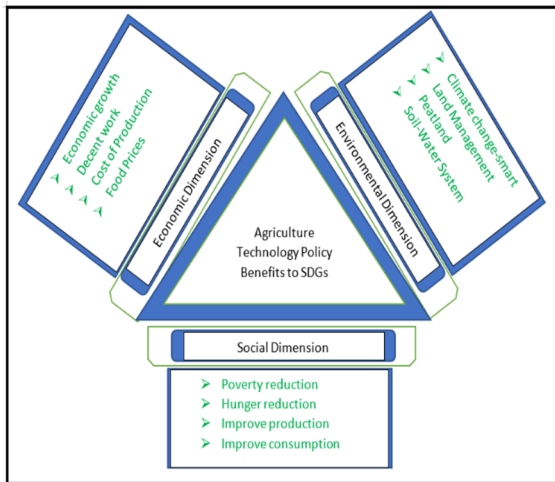 Economic growth
Decent work
Cost of Production
Food Prices
Economic Dimension
Climate change-smart
Land Management
Peatland
Soil-Water System
Environmental Dimension
Agriculture
Technology Policy
Benefits to SDGs
Social Dimension
Poverty reduction
Hunger reduction
Improve production
Improve consumption